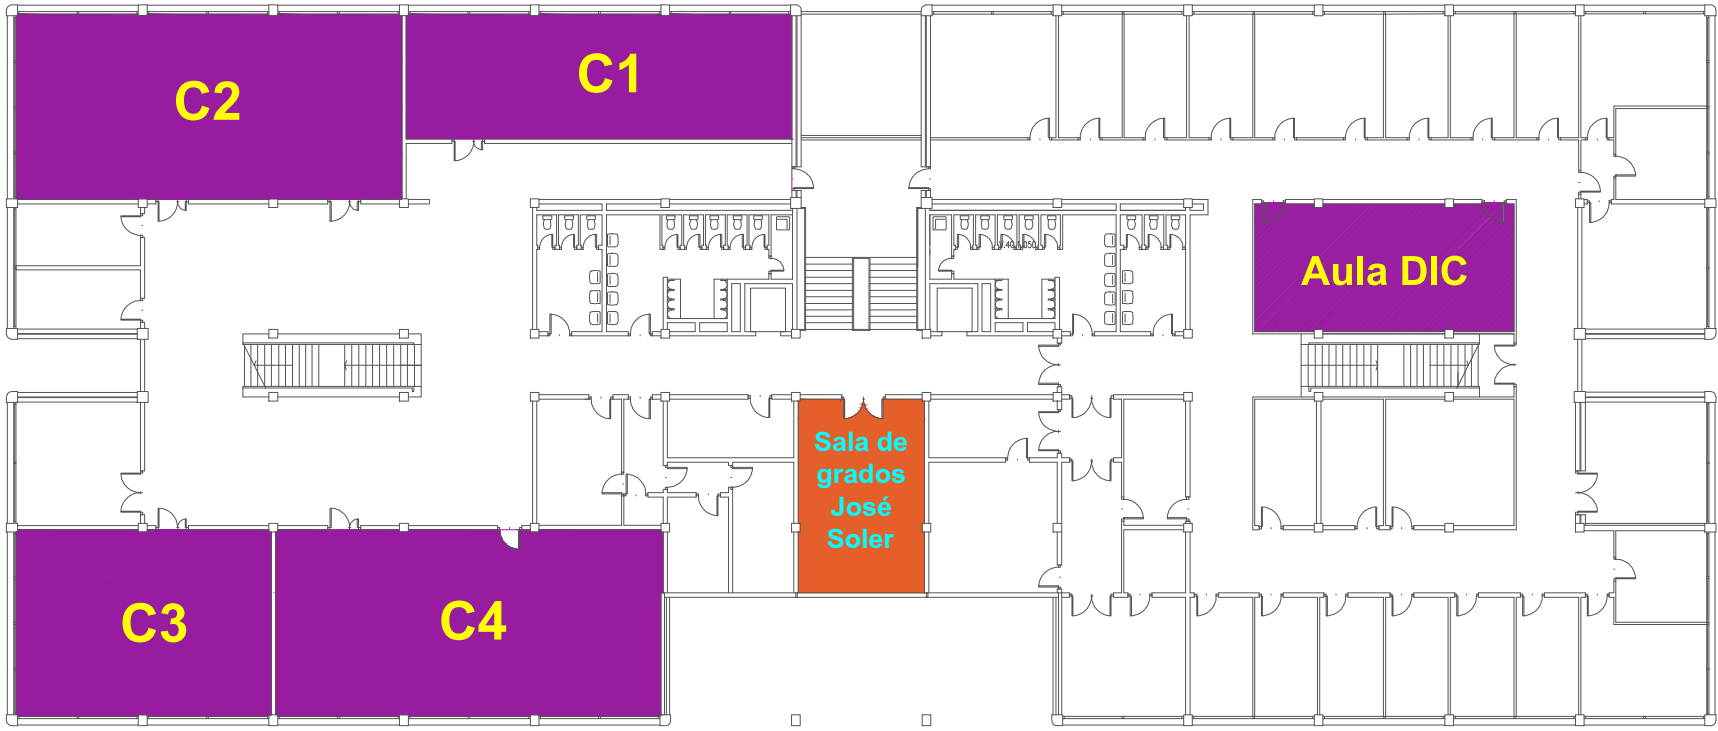 C2
C1
Aula DIC
Sala de
grados
José
Soler
C3
C4